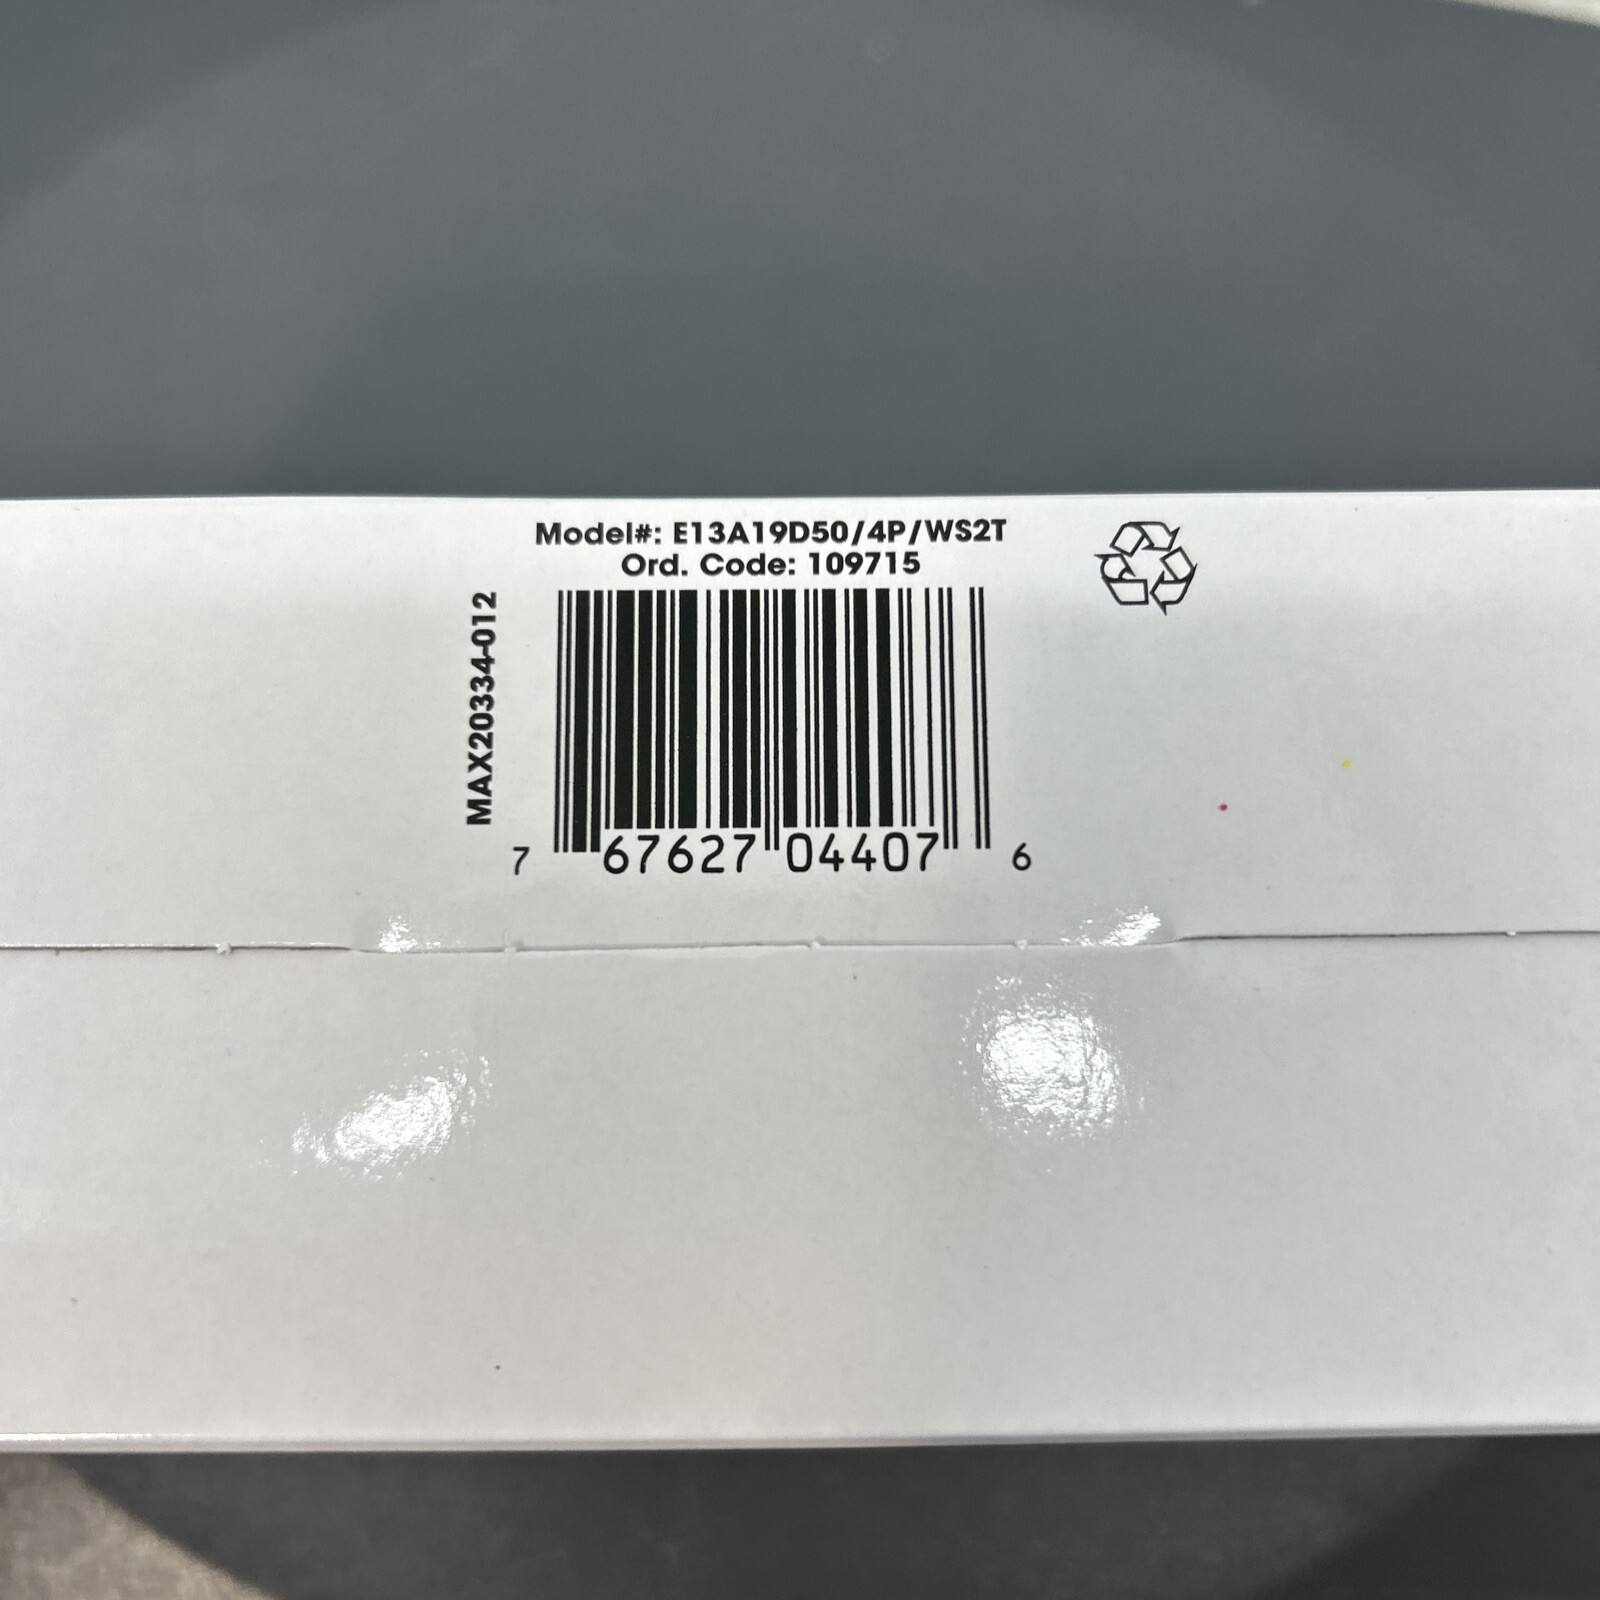 Model#: E13A19D50/4P/WS2T
Ord. Code: 109715
MAX20334-012
7 67627 04407 6